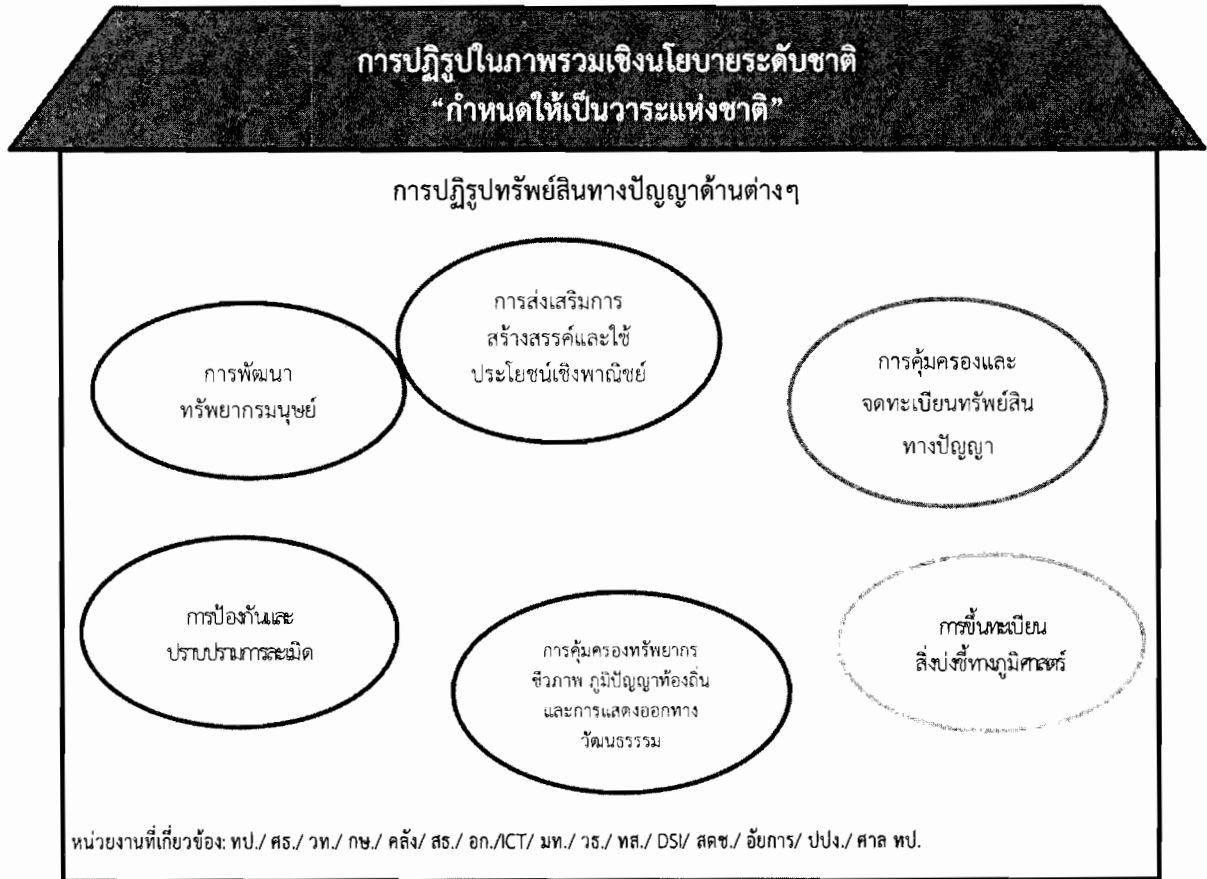 การปฏิรูปในภาพรวมเชิงนโยบายระดับชาติ
“กำหนดให้เป็นวาระแห่งชาติ”
การปฏิรูปทรัพย์สินทางปัญญาด้านต่างๆ
การพัฒนา
ทรัพยากรมนุษย์
การส่งเสริมการ
สร้างสรรค์และใช้
ประโยชน์เชิงพาณิชย์
การคุ้มครองและ
จดทะเบียนทรัพย์สิน
ทางปัญญา
การป้องกันและ
ปราบปรามการละเมิด
การคุ้มครองทรัพยากร
ชีวภาพ ภูมิปัญญาท้องถิ่น
และการแสดงออกทาง
วัฒนธรรรม
การขึ้นทะเบียน
สิ่งบ่งชี้ทางภูมิศาสตร์
หน่วยงานที่เกี่ยวข้อง: ทป./ ศธ./ วท./ กษ./ คลัง/ สธ./ อก./ICT/ มท./ วธ./ ทส./ DSI/ สตช./ อัยการ/ ปปง./ ศาล ทป.